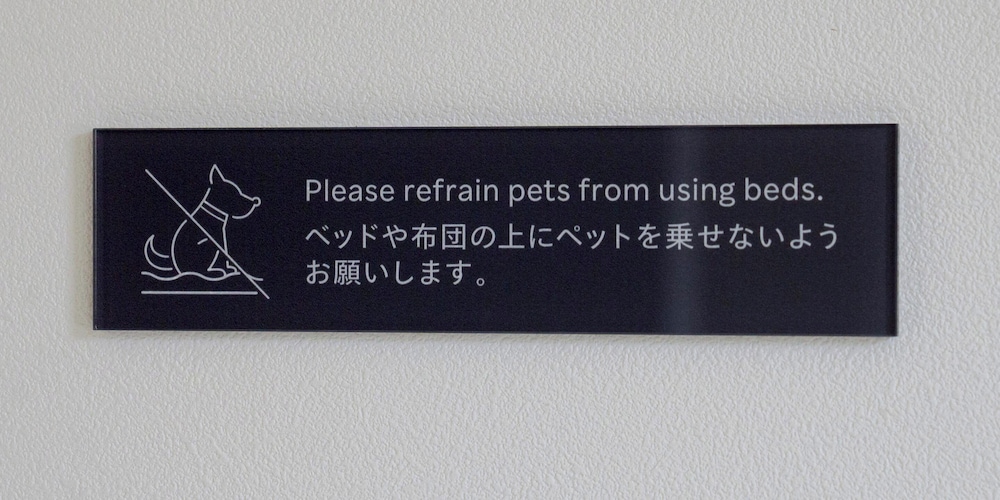 Please refrain pets from using beds.
ベッドや布団の上にペットを乗せないよう
お願いします。